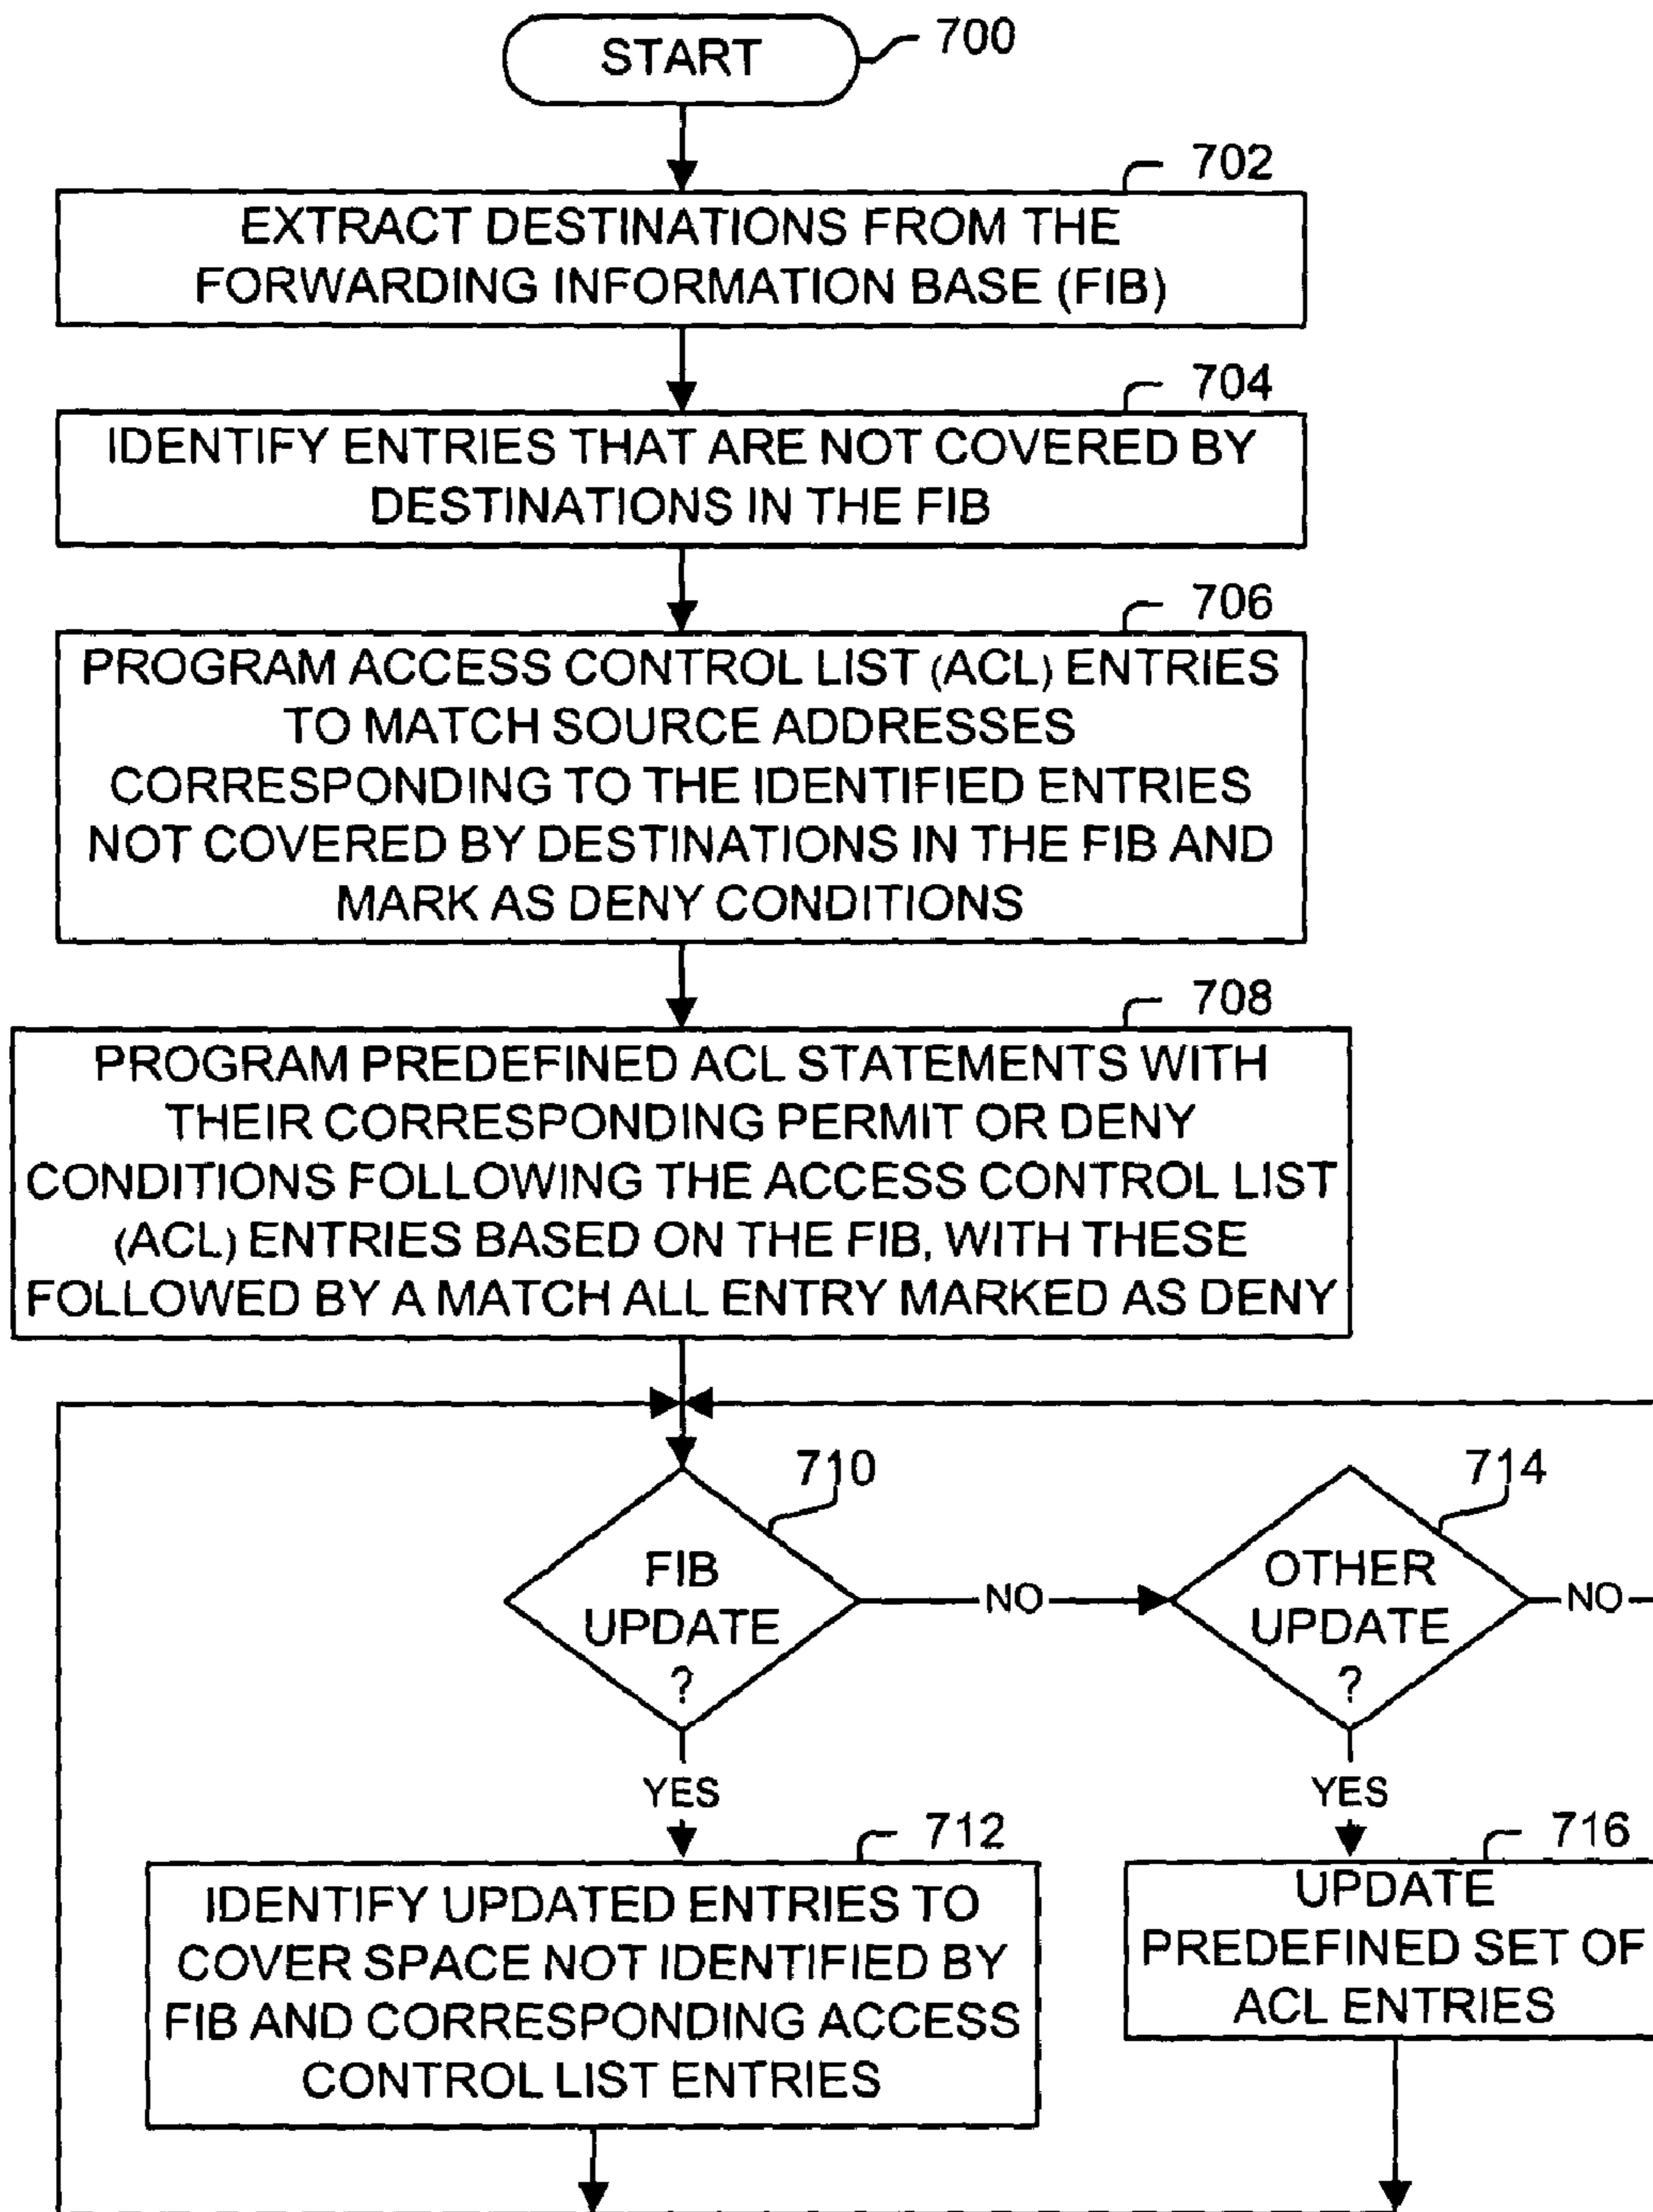 START
700
702
EXTRACT DESTINATIONS FROM THE
FORWARDING INFORMATION BASE (FIB)
704
IDENTIFY ENTRIES THAT ARE NOT COVERED BY
DESTINATIONS IN THE FIB
706
PROGRAM ACCESS CONTROL LIST (ACL) ENTRIES
TO MATCH SOURCE ADDRESSES
CORRESPONDING TO THE IDENTIFIED ENTRIES
NOT COVERED BY DESTINATIONS IN THE FIB AND
MARK AS DENY CONDITIONS
708
PROGRAM PREDEFINED ACL STATEMENTS WITH
THEIR CORRESPONDING PERMIT OR DENY
CONDITIONS FOLLOWING THE ACCESS CONTROL LIST
(ACL) ENTRIES BASED ON THE FIB, WITH THESE
FOLLOWED BY A MATCH ALL ENTRY MARKED AS DENY
710
FIB
UPDATE
?
NO
714
OTHER
UPDATE
?
NO
YES
712
IDENTIFY UPDATED ENTRIES TO
COVER SPACE NOT IDENTIFIED BY
FIB AND CORRESPONDING ACCESS
CONTROL LIST ENTRIES
YES
716
UPDATE
PREDEFINED SET OF
ACL ENTRIES